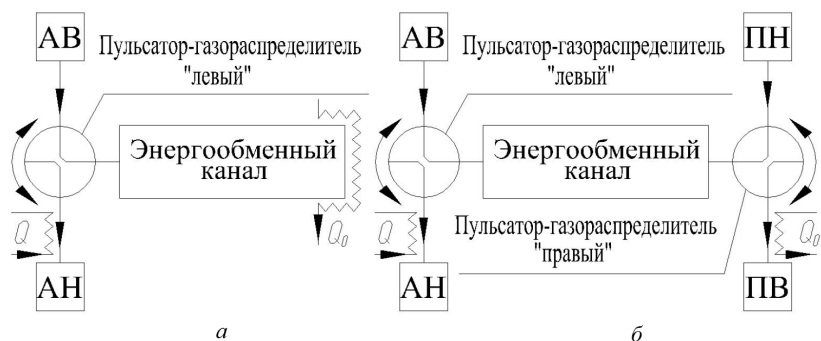 АВ
Пульсатор-газораспределитель
"левый"
Энергообменный
канал
Q
Q₀
АН
а
АВ
Пульсатор-газораспределитель
"левый"
ПН
Энергообменный
канал
Пульсатор-газораспределитель
"правый"
Q
Q₀
АН
ПВ
б